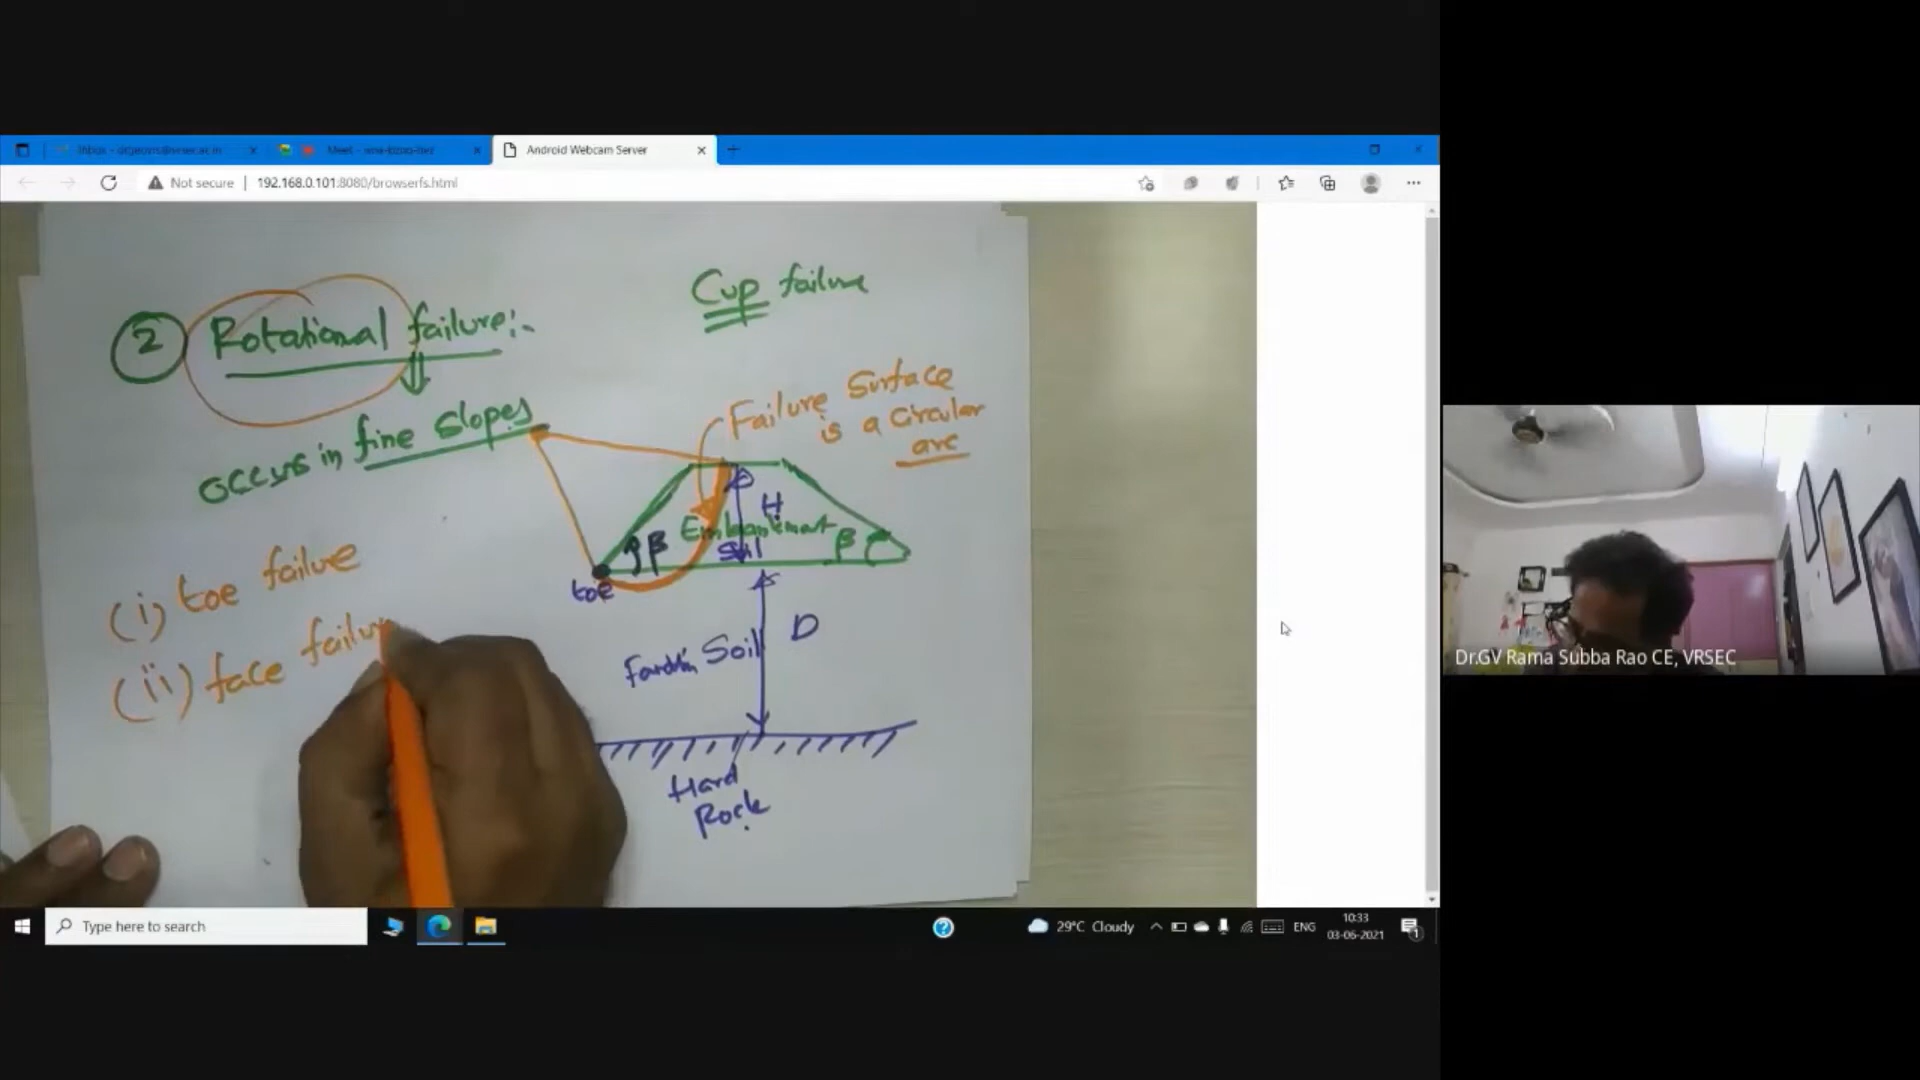 Android Webcam Server
Not secure
192.168.0.101:8080/browserfs.html
Cup failure
2 Rotational failure:-
occurs in fine slopes
Failure Surface
is a Circular
arc
H
Embankment
Soil
β
β
toe
(i) toe failure
(ii) face failur
D
Soil
Hard
Rock
Dr.GV Rama Subba Rao CE, VRSEC
Type here to search
29°C Cloudy
ENG
10:33
03-06-2021
1